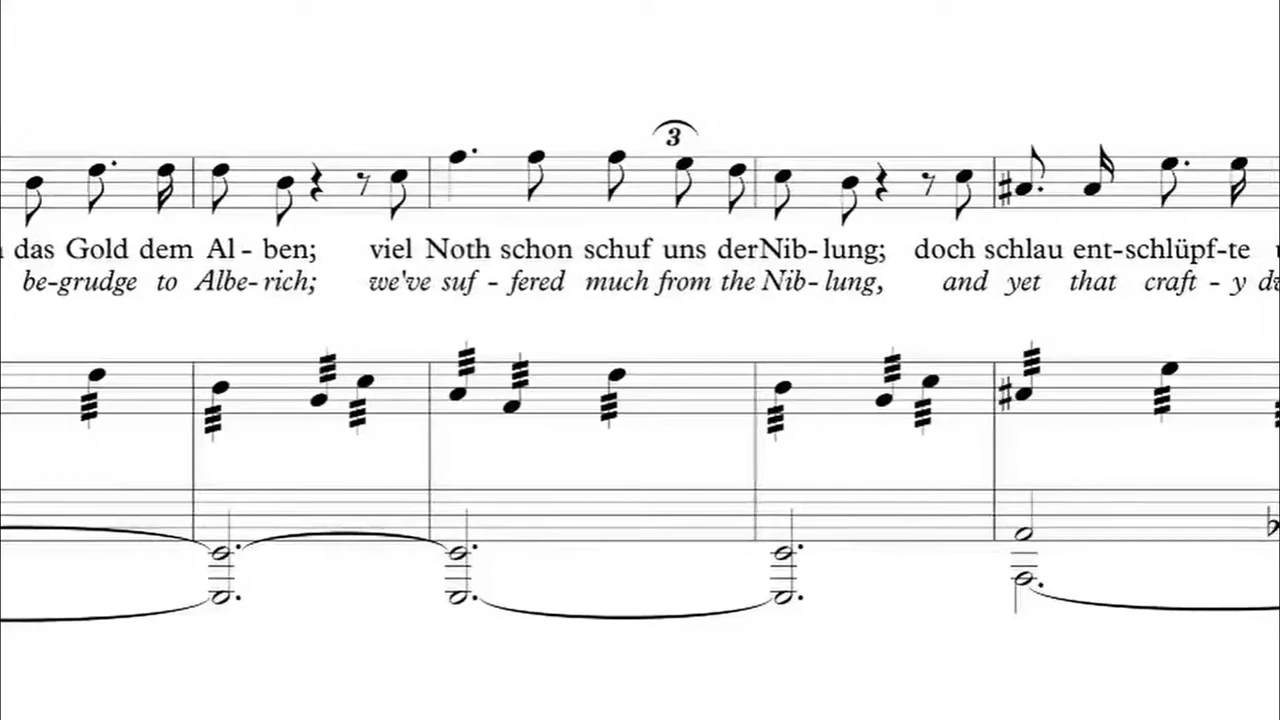 3
das Gold dem Al - ben; viel Noth schon schuf uns der Nib - lung; doch schlau ent - schlüpf - te
be - grudge to Albe - rich; we've suf - fered much from the Nib - lung, and yet that craft - y